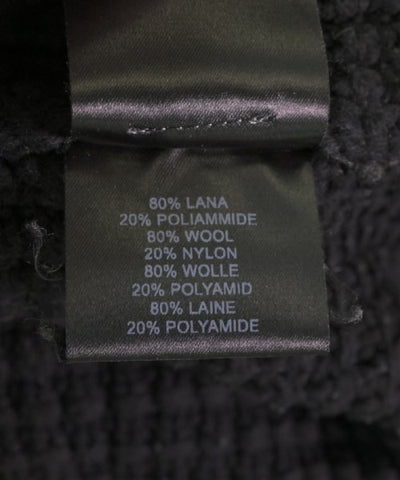 80% LANA
20% POLIAMMIDE
80% WOOL
20% NYLON
80% WOLLE
20% POLYAMID
80% LAINE
20% POLYAMIDE